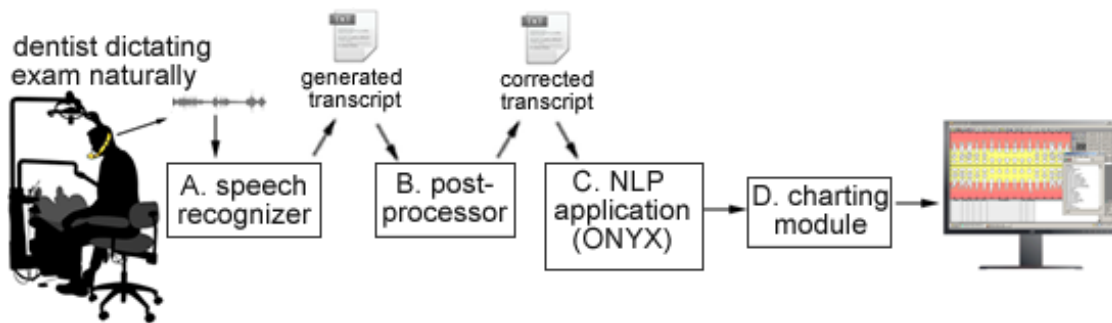 dentist dictating
exam naturally
TXT
generated
transcript
TXT
corrected
transcript
A. speech
recognizer
B. post-
processor
C. NLP
application
(ONYX)
D. charting
module